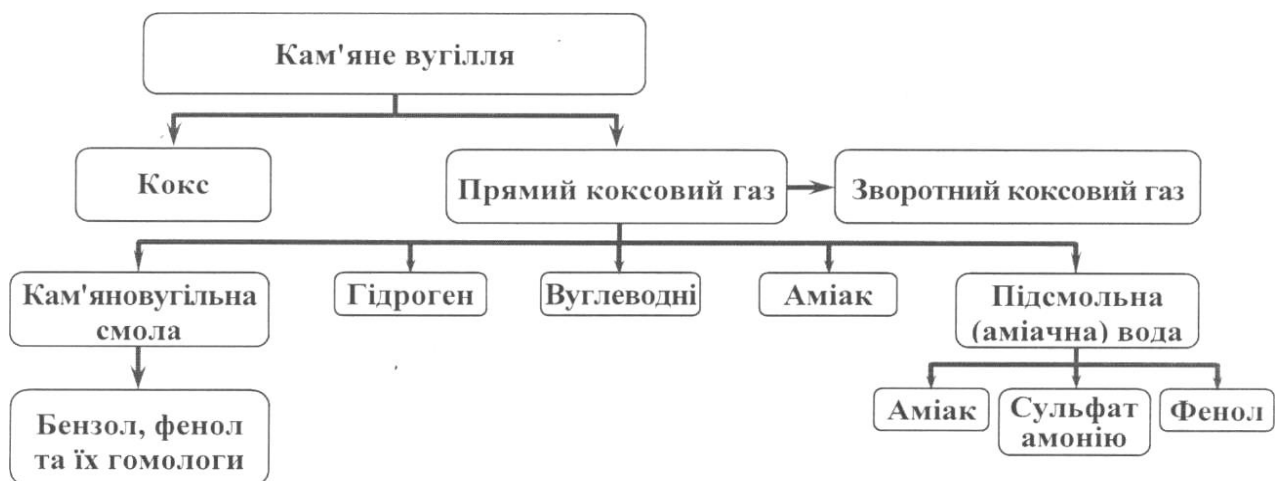 Кам'яне вугілля
Кокс
Прямий коксовий газ
Зворотний коксовий газ
Кам'яновугільна
смола
Гідроген
Вуглеводні
Аміак
Підсмольна
(аміачна) вода
Бензол, фенол
та їх гомологи
Аміак
Сульфат
амонію
Фенол